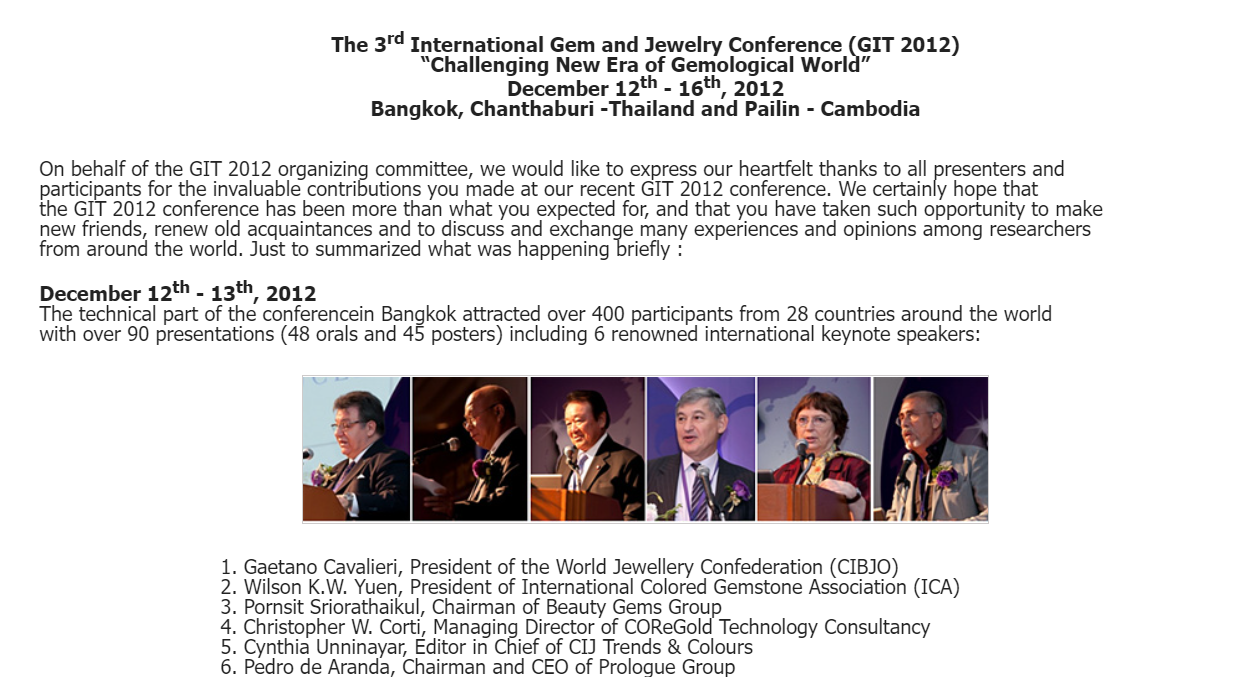 The 3rd International Gem and Jewelry Conference (GIT 2012)
“Challenging New Era of Gemological World”
December 12th - 16th, 2012
Bangkok, Chanthaburi -Thailand and Pailin - Cambodia
On behalf of the GIT 2012 organizing committee, we would like to express our heartfelt thanks to all presenters and
participants for the invaluable contributions you made at our recent GIT 2012 conference. We certainly hope that
the GIT 2012 conference has been more than what you expected for, and that you have taken such opportunity to make
new friends, renew old acquaintances and to discuss and exchange many experiences and opinions among researchers
from around the world. Just to summarized what was happening briefly :
December 12th - 13th, 2012
The technical part of the conferencein Bangkok attracted over 400 participants from 28 countries around the world
with over 90 presentations (48 orals and 45 posters) including 6 renowned international keynote speakers:
1. Gaetano Cavalieri, President of the World Jewellery Confederation (CIBJO)
2. Wilson K.W. Yuen, President of International Colored Gemstone Association (ICA)
3. Pornsit Sriorathaikul, Chairman of Beauty Gems Group
4. Christopher W. Corti, Managing Director of COReGold Technology Consultancy
5. Cynthia Unninayar, Editor in Chief of CIJ Trends & Colours
6. Pedro de Aranda, Chairman and CEO of Prologue Group